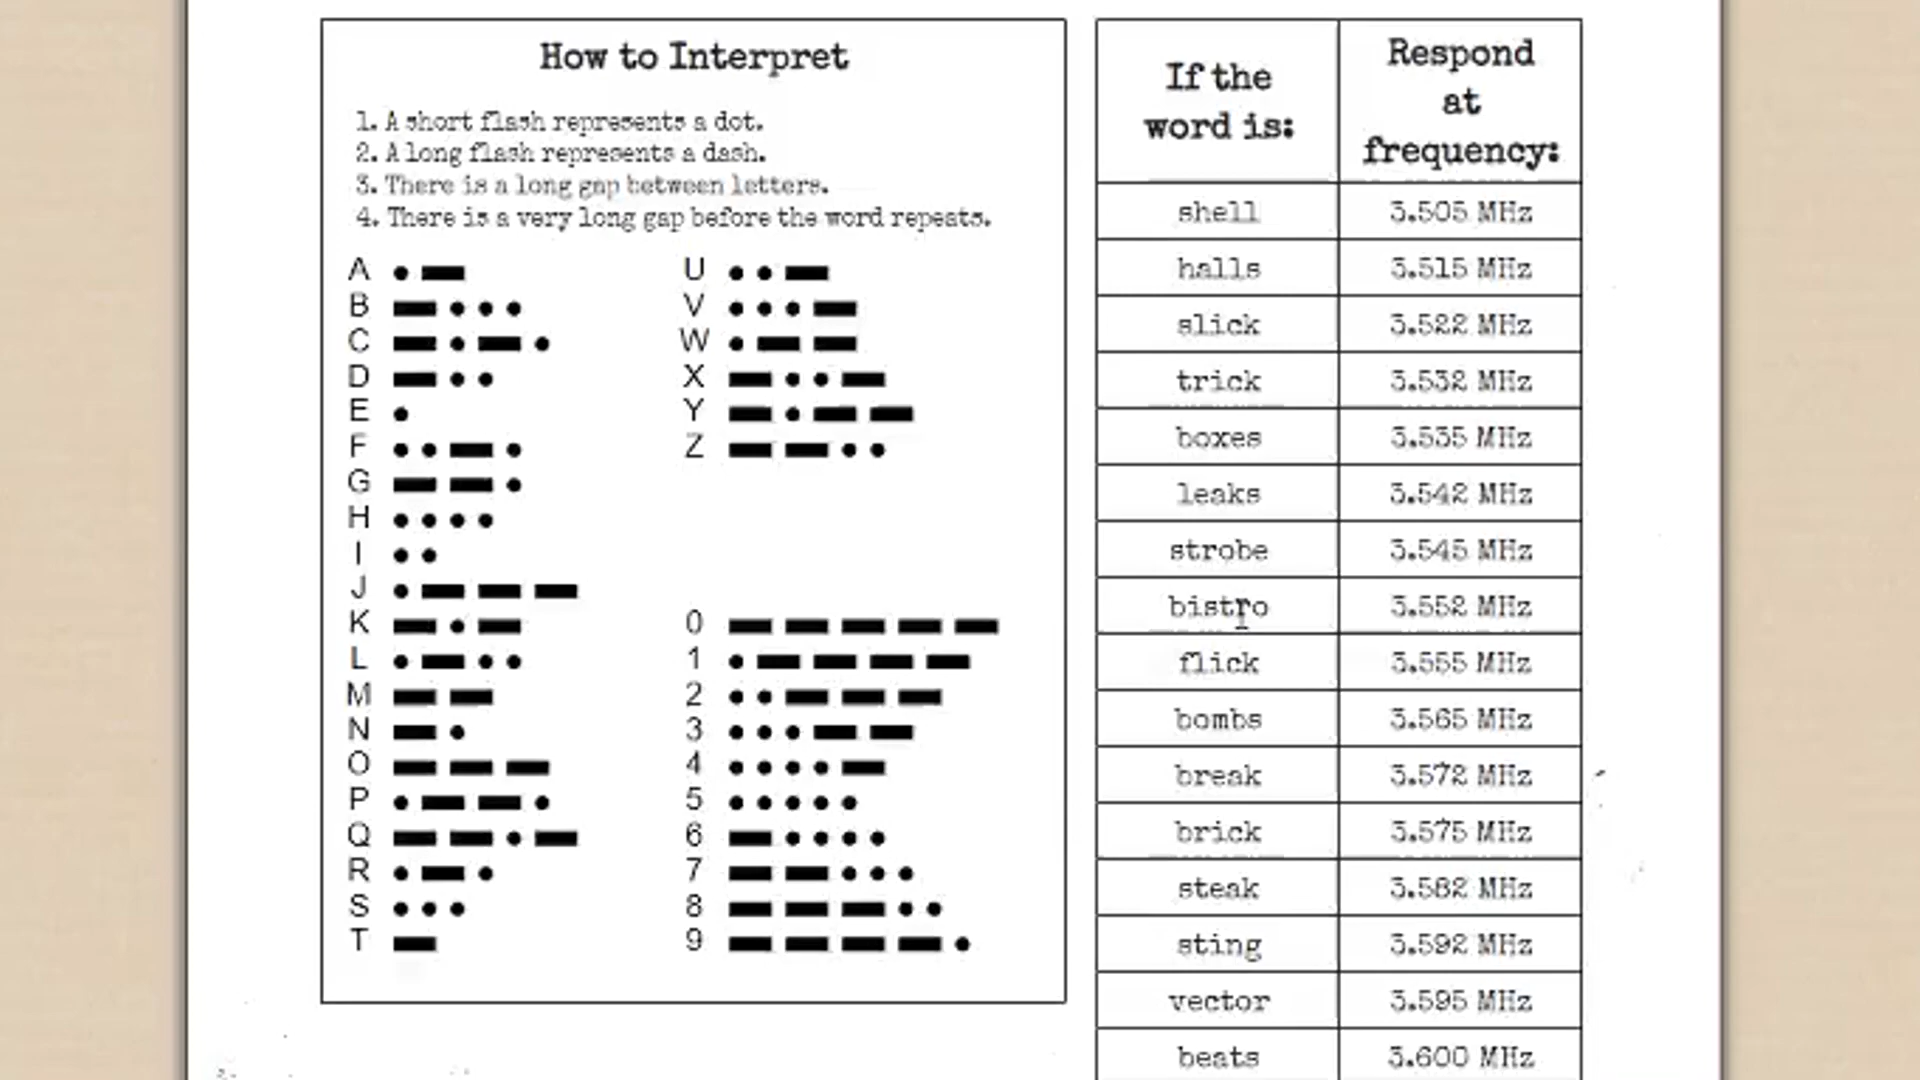 How to Interpret
1. A short flash represents a dot.
2. A long flash represents a dash.
3. There is a long gap between letters.
4. There is a very long gap before the word repeats.
A
B
C
D
E
F
G
H
I
J
K
L
M
N
O
P
Q
R
S
T
U
V
W
X
Y
Z
0
1
2
3
4
5
6
7
8
9
If the word is: Respond at frequency:
shell 3.505 MHz
halls 3.515 MHz
slick 3.522 MHz
trick 3.532 MHz
boxes 3.535 MHz
leaks 3.542 MHz
strobe 3.545 MHz
bistro 3.552 MHz
flick 3.555 MHz
bombs 3.565 MHz
break 3.572 MHz
brick 3.575 MHz
steak 3.582 MHz
sting 3.592 MHz
vector 3.595 MHz
beats 3.600 MHz